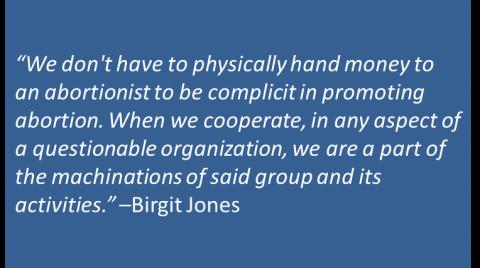 “We don't have to physically hand money to
an abortionist to be complicit in promoting
abortion. When we cooperate, in any aspect of
a questionable organization, we are a part of
the machinations of said group and its
activities.” –Birgit Jones